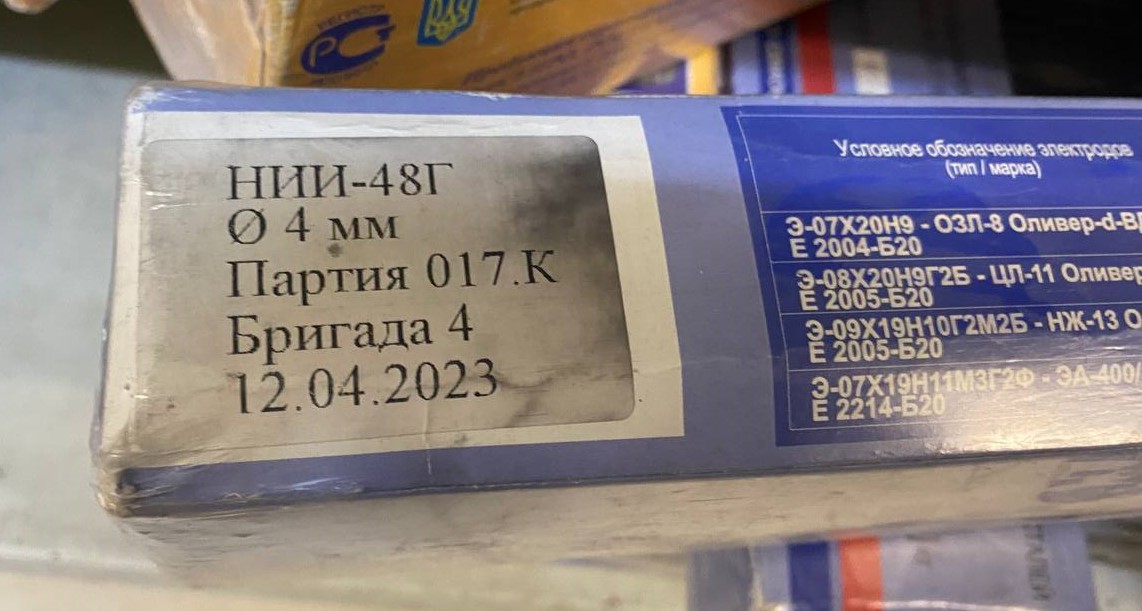 РЕГИСТР
РС
НИИ-48Г
Ø 4 мм
Партия 017.К
Бригада 4
12.04.2023
Условное обозначение электродов
(тип / марка)
Э-07Х20Н9 - ОЗЛ-8 Оливер-d-В/
Е 2004-Б20
Э-08Х20Н9Г2Б - ЦЛ-11 Оливер
Е 2005-Б20
Э-09Х19Н10Г2М2Б - НЖ-13 О
Е 2005-Б20
Э-07Х19Н11М3Г2Ф - ЭА-400/
Е 2214-Б20